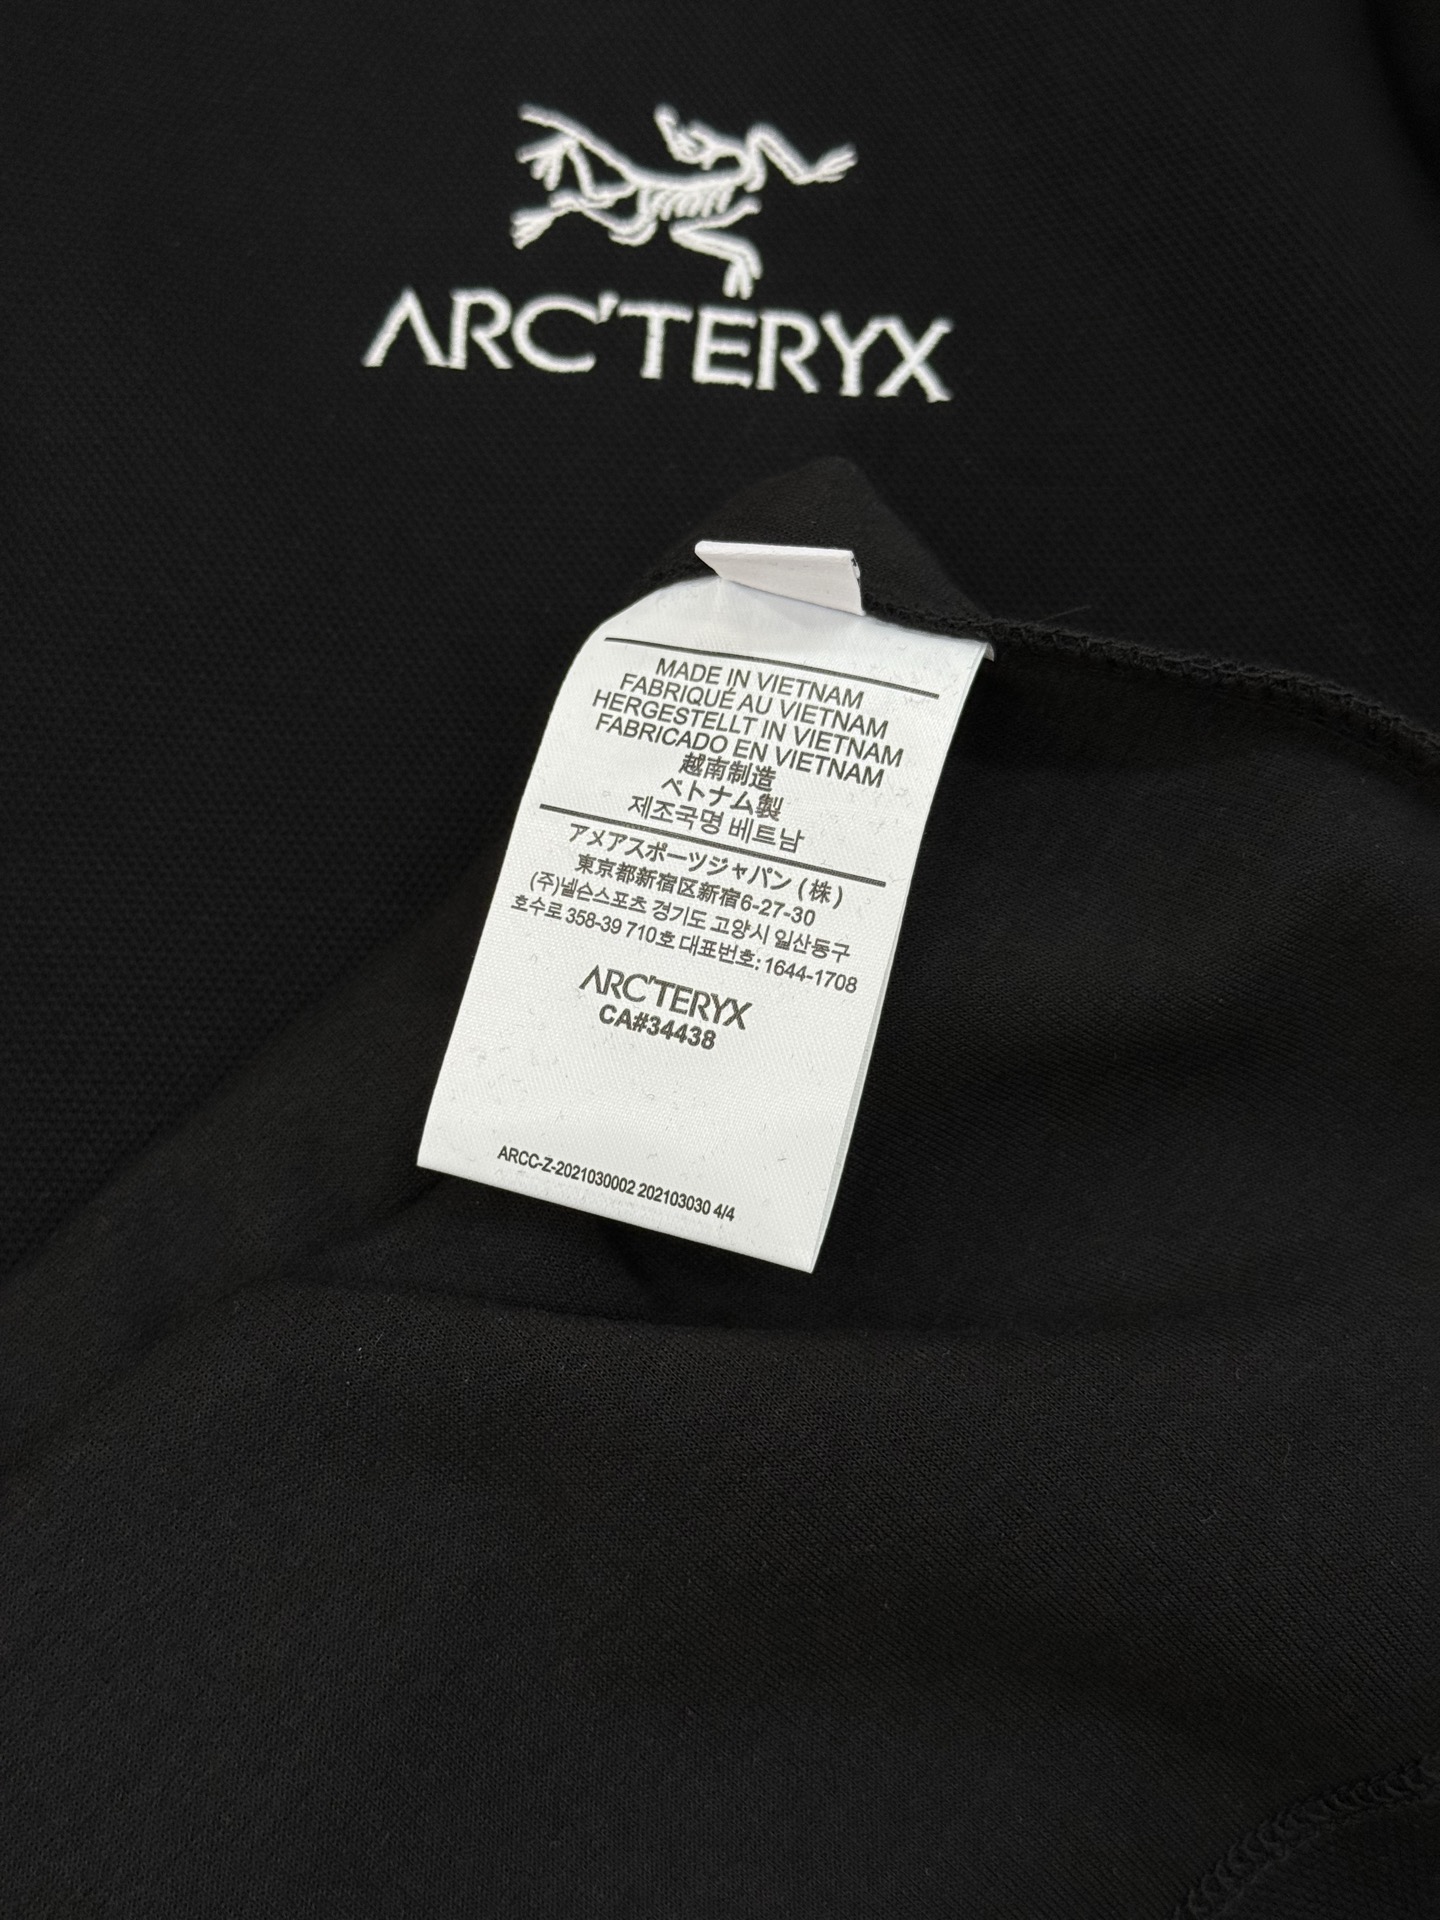 ARC'TERYX
MADE IN VIETNAM
FABRIQUÉ AU VIETNAM
HERGESTELLT IN VIETNAM
FABRICADO EN VIETNAM
越南制造
ベトナム製
제조국명 베트남
アメアスポーツジャパン (株)
東京都新宿区新宿6-27-30
(주)넬슨스포츠 경기도 고양시 일산동구
호수로 358-39 710호 대표번호: 1644-1708
ARC'TERYX
CA#34438
ARCC-Z-2021030002 202103030 4/4